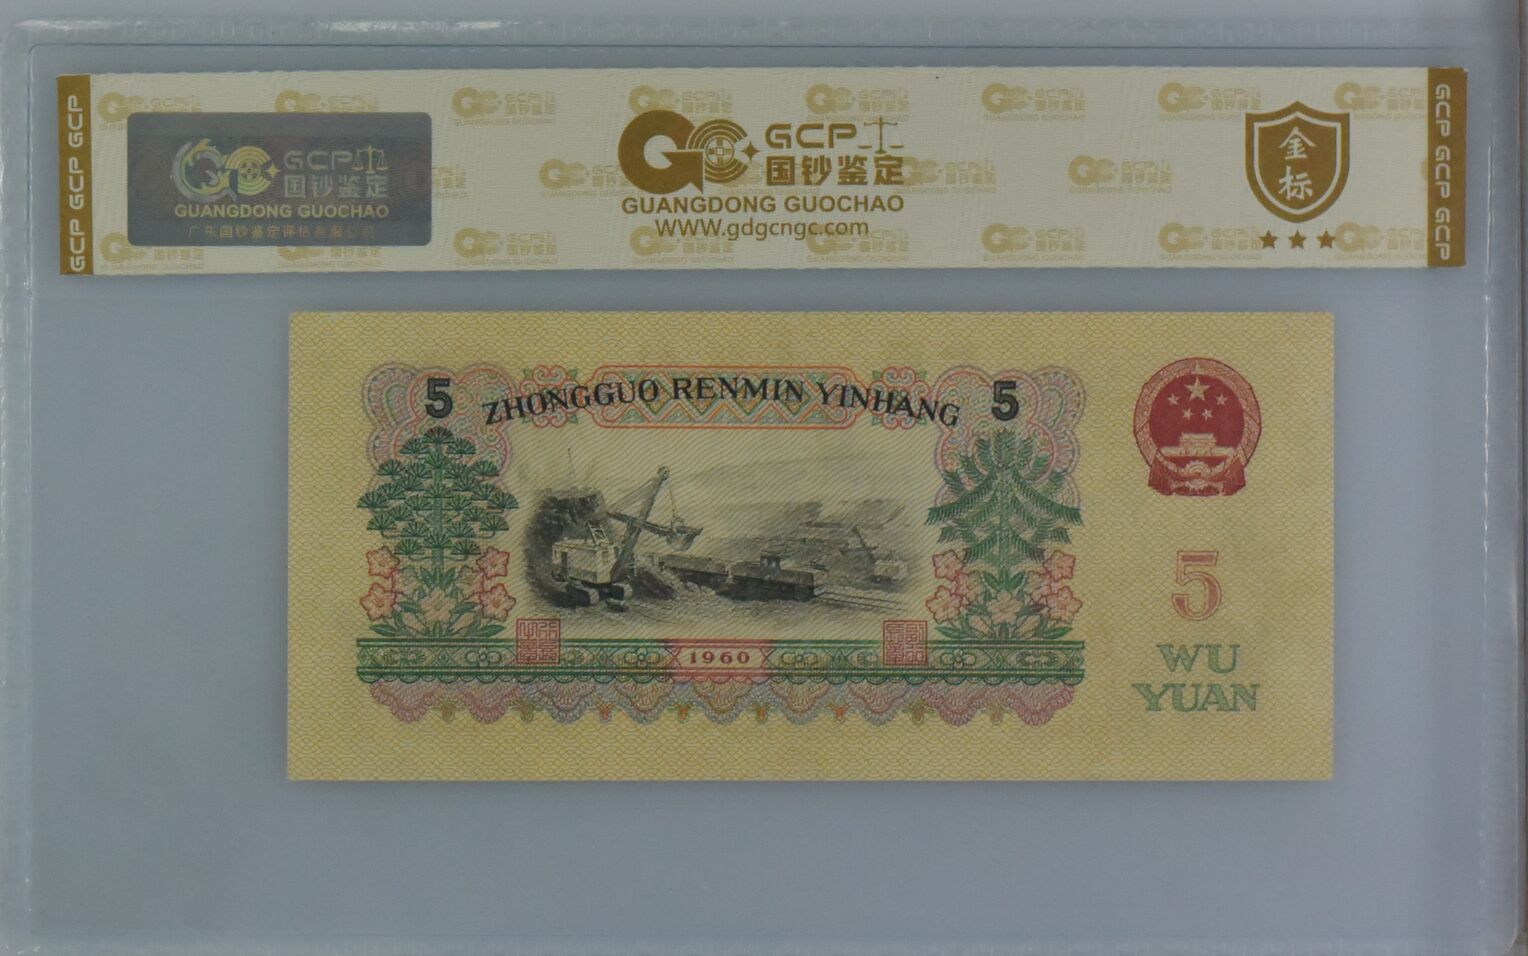 GCP GCP GCP
GCP
国钞鉴定
GUANGDONG GUOCHAO
广东国钞鉴定评估有限公司
GCP
国钞鉴定
GUANGDONG GUOCHAO
WWW.gdgcngc.com
金
标
GCP GCP GCP
5 ZHONGGUO RENMIN YINHANG 5
1960
5
WU
YUAN